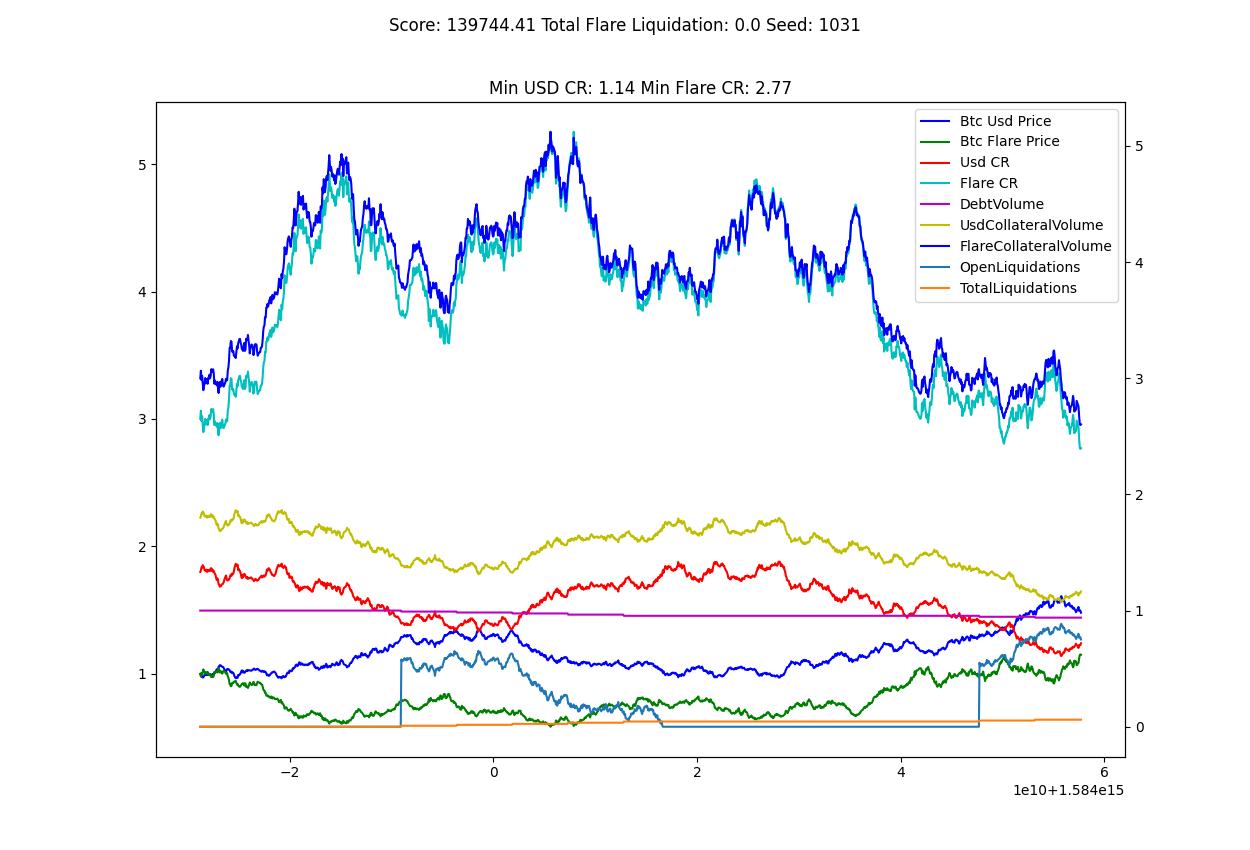 Score: 139744.41 Total Flare Liquidation: 0.0 Seed: 1031
Min USD CR: 1.14 Min Flare CR: 2.77
Btc Usd Price
Btc Flare Price
Usd CR
Flare CR
DebtVolume
UsdCollateralVolume
FlareCollateralVolume
OpenLiquidations
TotalLiquidations
5
4
3
2
1
5
4
3
2
1
0
−2 0 2 4 6
1e10+1.584e15